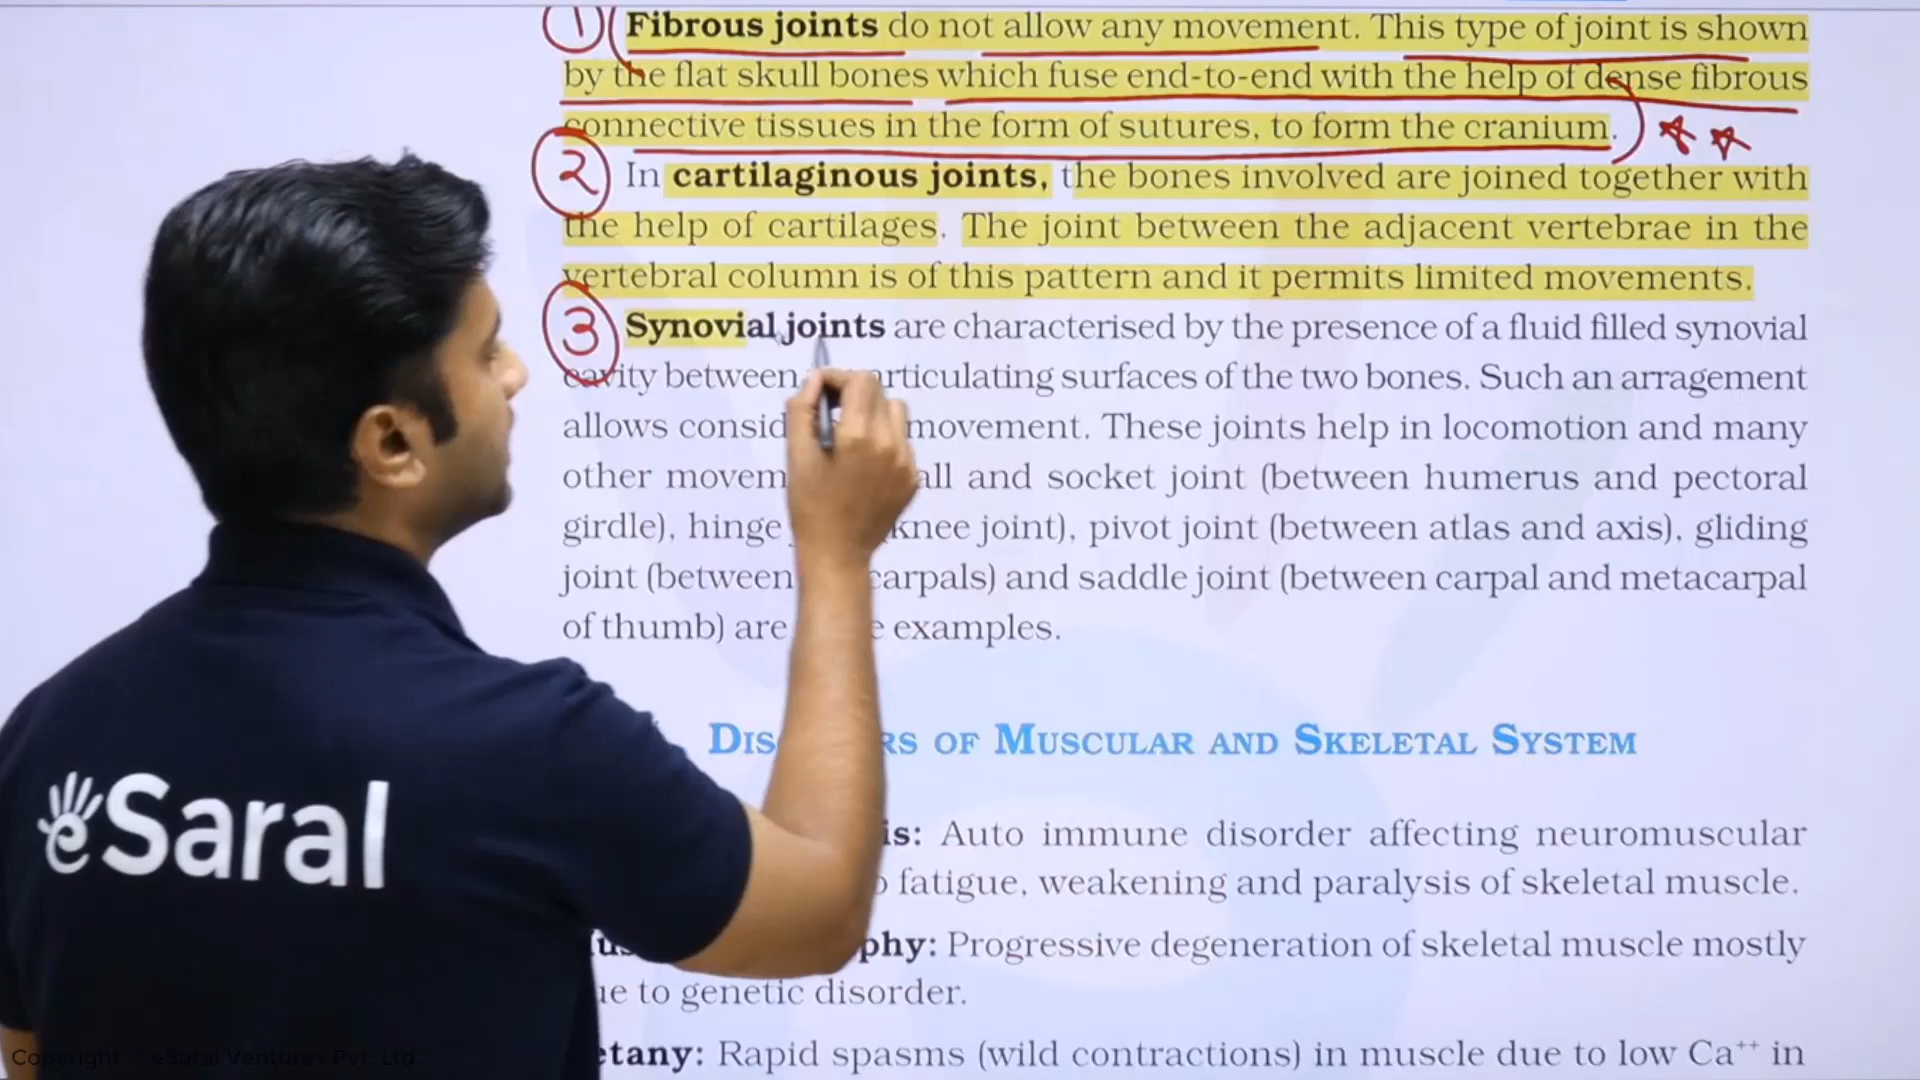 1 Fibrous joints do not allow any movement. This type of joint is shown
by the flat skull bones which fuse end-to-end with the help of dense fibrous
connective tissues in the form of sutures, to form the cranium.
2 In cartilaginous joints, the bones involved are joined together with
the help of cartilages. The joint between the adjacent vertebrae in the
vertebral column is of this pattern and it permits limited movements.
3 Synovial joints are characterised by the presence of a fluid filled synovial
cavity between articulating surfaces of the two bones. Such an arragement
allows movement. These joints help in locomotion and many
other and socket joint (between humerus and pectoral
girdle), hinge knee joint), pivot joint (between atlas and axis), gliding
joint (between carpals) and saddle joint (between carpal and metacarpal
of thumb) are examples.
OF MUSCULAR AND SKELETAL SYSTEM
Auto immune disorder affecting neuromuscular
fatigue, weakening and paralysis of skeletal muscle.
Progressive degeneration of skeletal muscle mostly
to genetic disorder.
Rapid spasms (wild contractions) in muscle due to low Ca++ in
eSaral
Copyright © eSaral Ventures Pvt. Ltd.